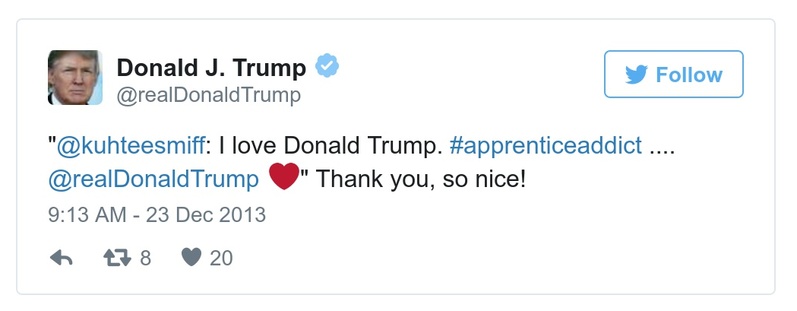 Donald J. Trump
@realDonaldTrump
Follow
"@kuhteesmiff: I love Donald Trump. #apprenticeaddict ....
@realDonaldTrump ❤" Thank you, so nice!
9:13 AM - 23 Dec 2013
8 20